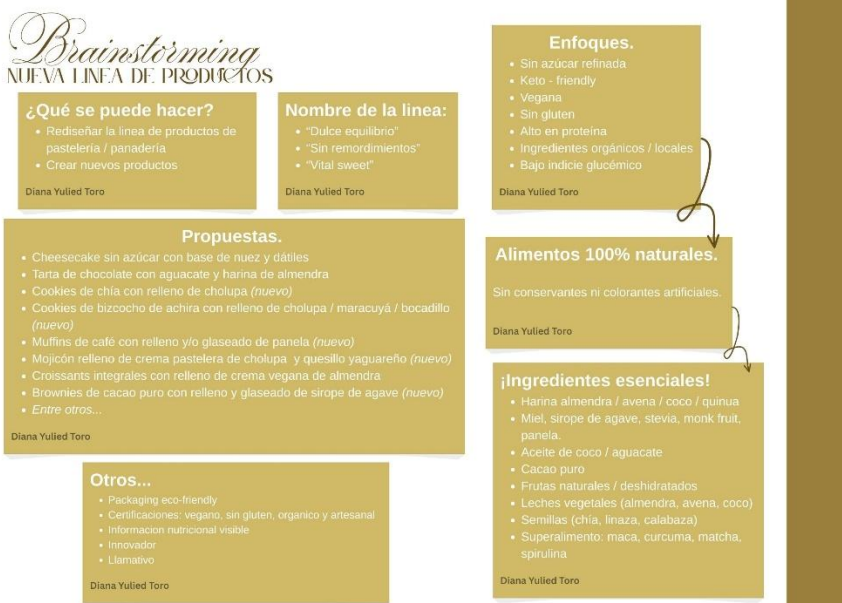 Brainstorming
NUEVA LINEA DE PRODUCTOS
¿Qué se puede hacer?
• Rediseñar la linea de productos de
pastelería / panadería
• Crear nuevos productos
Diana Yulied Toro
Nombre de la linea:
• “Dulce equilibrio”
• “Sin remordimientos”
• “Vital sweet”
Diana Yulied Toro
Propuestas.
• Cheesecake sin azúcar con base de nuez y dátiles
• Tarta de chocolate con aguacate y harina de almendra
• Cookies de chía con relleno de cholupa (nuevo)
• Cookies de bizcocho de achira con relleno de cholupa / maracuyá / bocadillo
(nuevo)
• Muffins de café con relleno y/o glaseado de panela (nuevo)
• Mojicón relleno de crema pastelera de cholupa y quesillo yaguareño (nuevo)
• Croissants integrales con relleno de crema vegana de almendra
• Brownies de cacao puro con relleno y glaseado de sirope de agave (nuevo)
• Entre otros...
Diana Yulied Toro
Otros...
• Packaging eco-friendly
• Certificaciones: vegano, sin gluten, organico y artesanal
• Informacion nutricional visible
• Innovador
• Llamativo
Diana Yulied Toro
Enfoques.
• Sin azúcar refinada
• Keto - friendly
• Vegana
• Sin gluten
• Alto en proteína
• Ingredientes orgánicos / locales
• Bajo indicie glucémico
Diana Yulied Toro
Alimentos 100% naturales.
Sin conservantes ni colorantes artificiales.
Diana Yulied Toro
¡Ingredientes esenciales!
• Harina almendra / avena / coco / quinua
• Miel, sirope de agave, stevia, monk fruit,
panela.
• Aceite de coco / aguacate
• Cacao puro
• Frutas naturales / deshidratados
• Leches vegetales (almendra, avena, coco)
• Semillas (chía, linaza, calabaza)
• Superalimento: maca, curcuma, matcha,
spirulina
Diana Yulied Toro